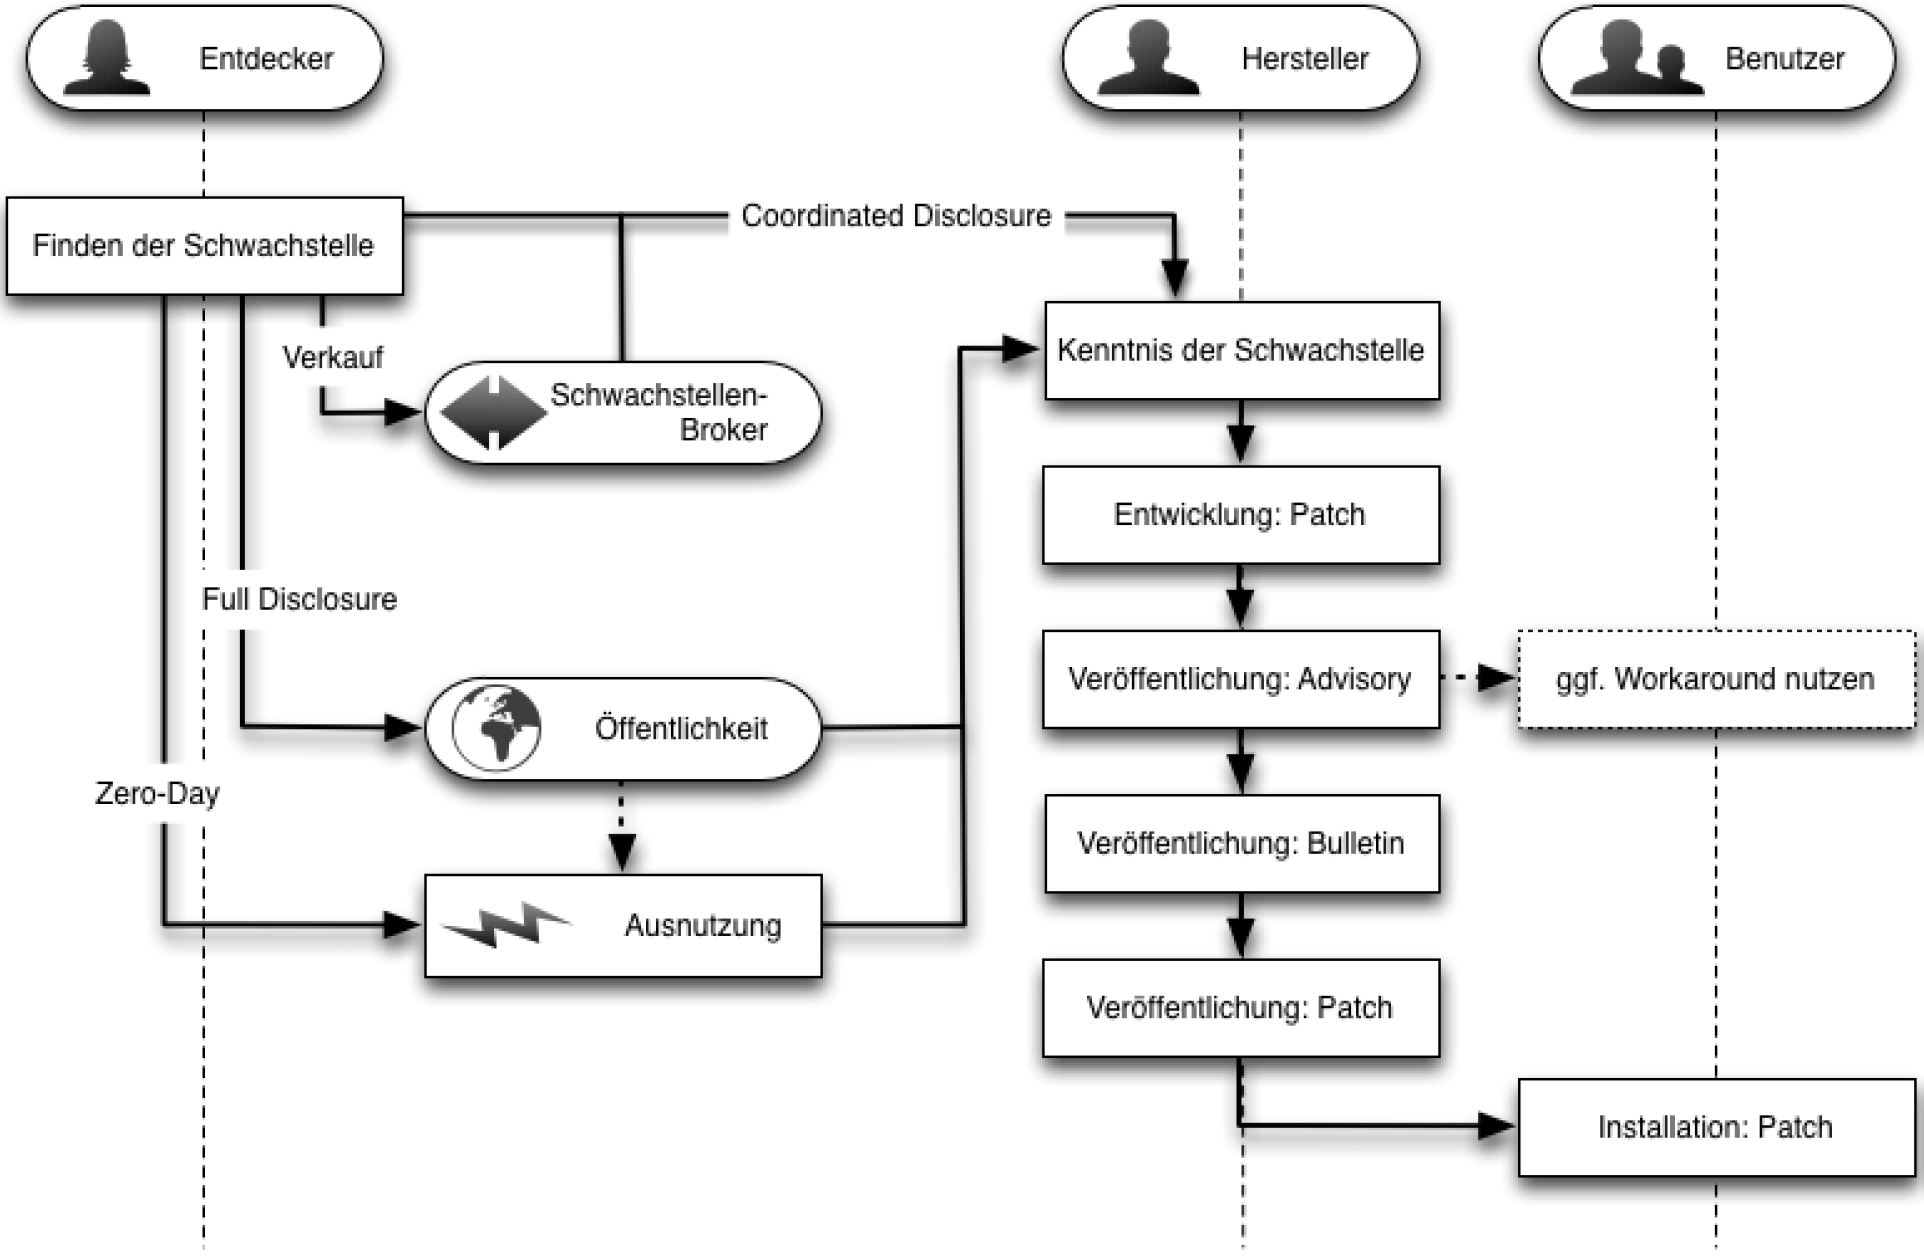 Entdecker
Hersteller
Benutzer
Finden der Schwachstelle
Coordinated Disclosure
Verkauf
Schwachstellen-
Broker
Kenntnis der Schwachstelle
Entwicklung: Patch
Full Disclosure
Veröffentlichung: Advisory
ggf. Workaround nutzen
Öffentlichkeit
Zero-Day
Veröffentlichung: Bulletin
Ausnutzung
Veröffentlichung: Patch
Installation: Patch